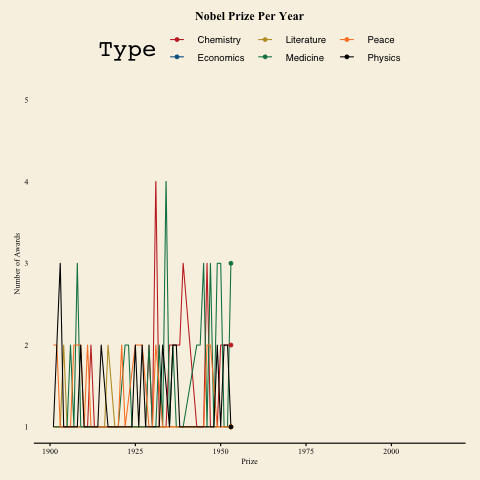 Nobel Prize Per Year
Type
Chemistry Literature Peace
Economics Medicine Physics
5
4
3
2
1
Number of Awards
1900 1925 1950 1975 2000
Prize